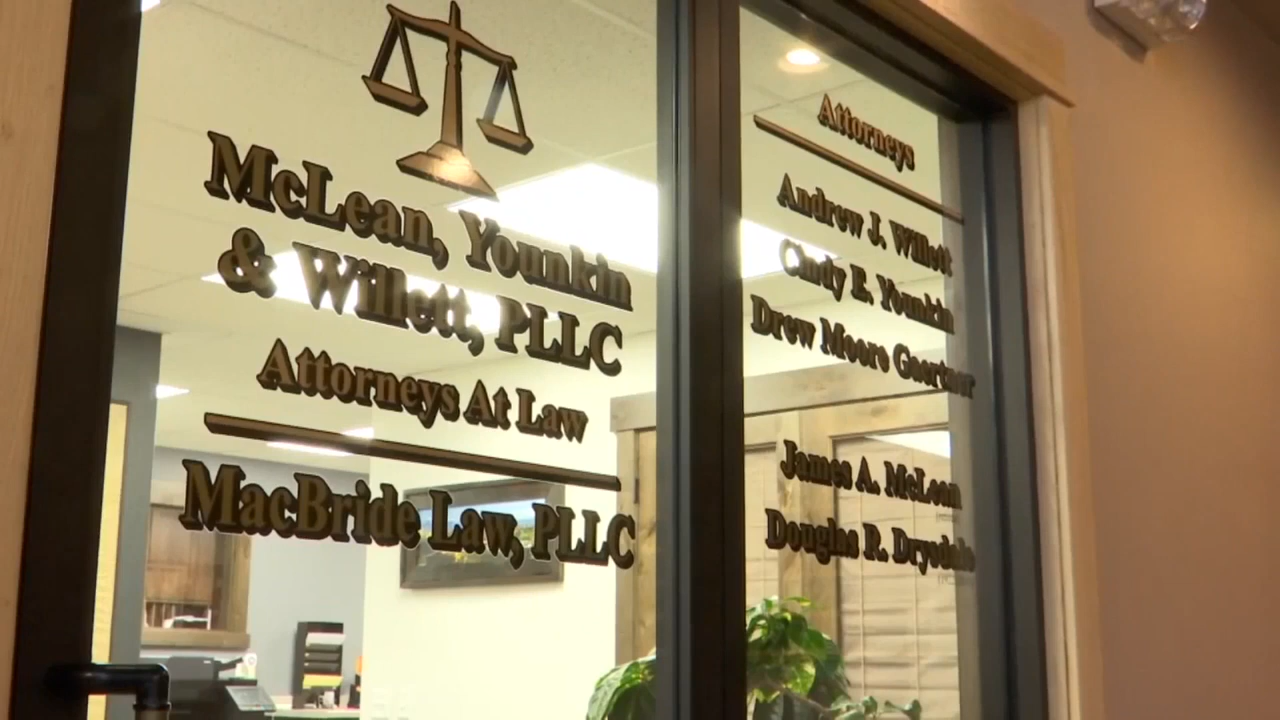 McLean, Younkin
& Willett, PLLC
Attorneys At Law
MacBride Law, PLLC
Attorneys
Andrew J. Willett
Cindy E. Younkin
Drew Moore Gaertner
James A. McLean
Douglas R. Drysdale